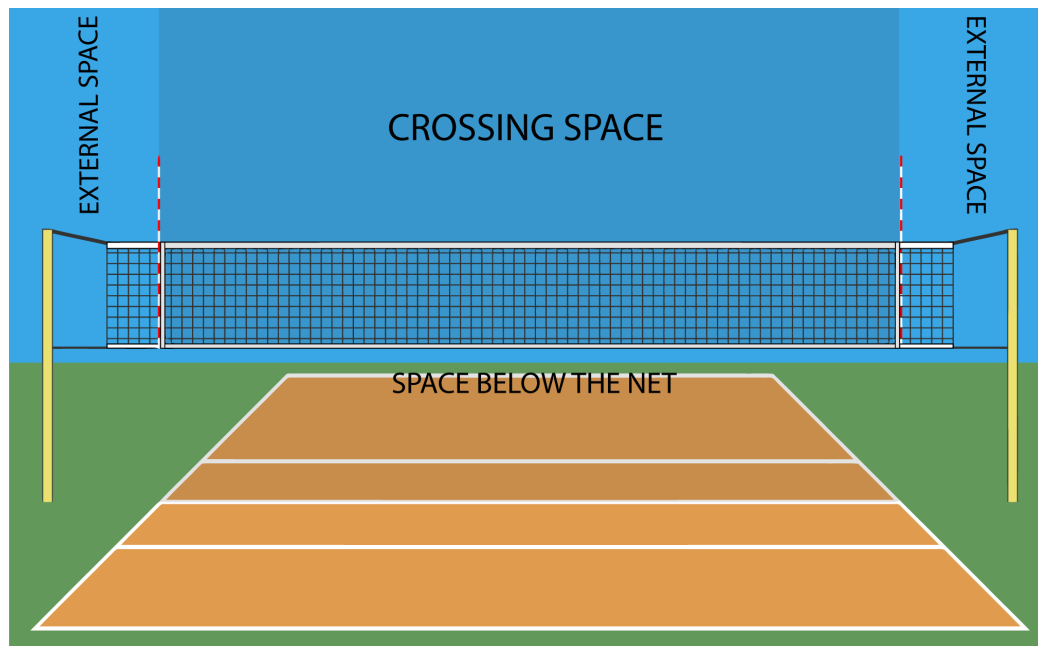 EXTERNAL SPACE
CROSSING SPACE
EXTERNAL SPACE
SPACE BELOW THE NET